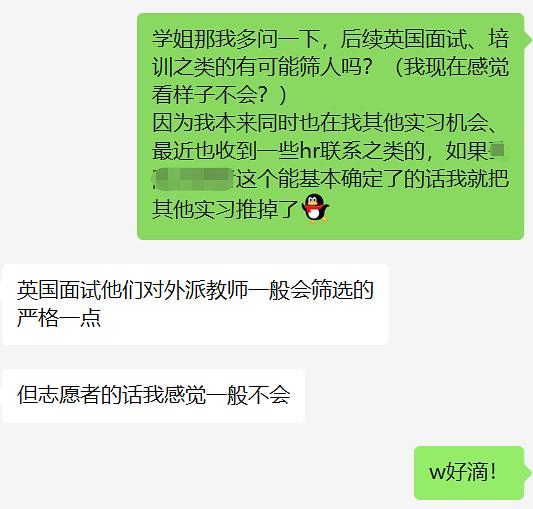 学姐那我多问一下，后续英国面试、培
训之类的有可能筛人吗？（我现在感觉
看样子不会？）
因为我本来同时也在找其他实习机会、
最近也收到一些hr联系之类的，如果
这个能基本确定了的话我就把
其他实习推掉了
英国面试他们对外派教师一般会筛选的
严格一点
但志愿者的话我感觉一般不会
w好滴！